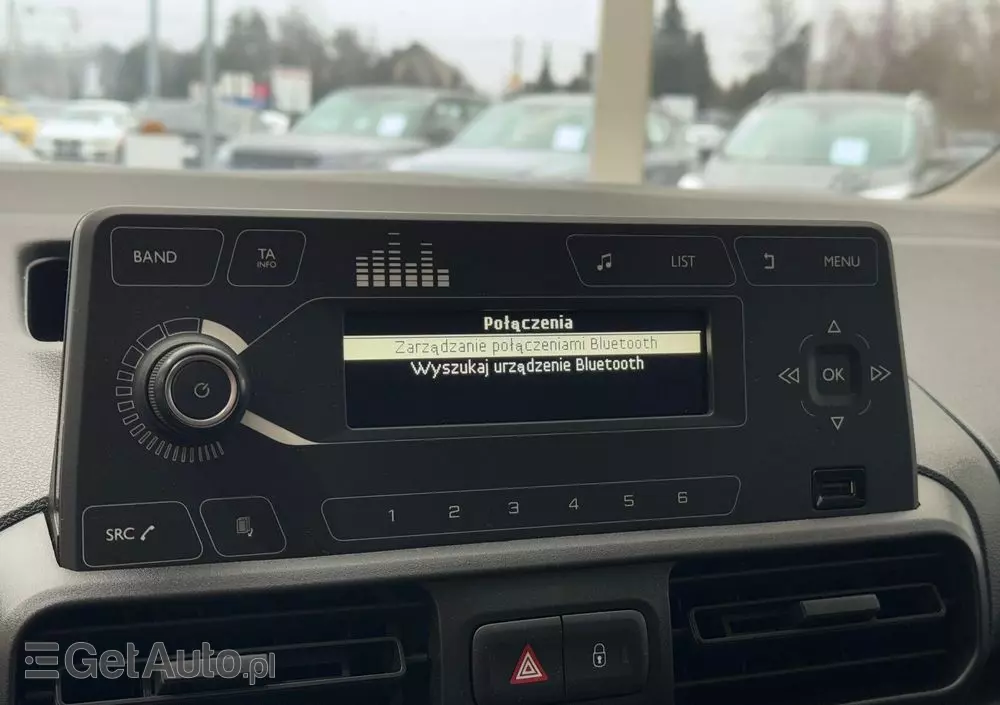 BAND
TA
INFO
LIST
MENU
Połączenia
Zarządzanie połączeniami Bluetooth
Wyszukaj urządzenie Bluetooth
OK
SRC
1 2 3 4 5 6
GetAuto.pl